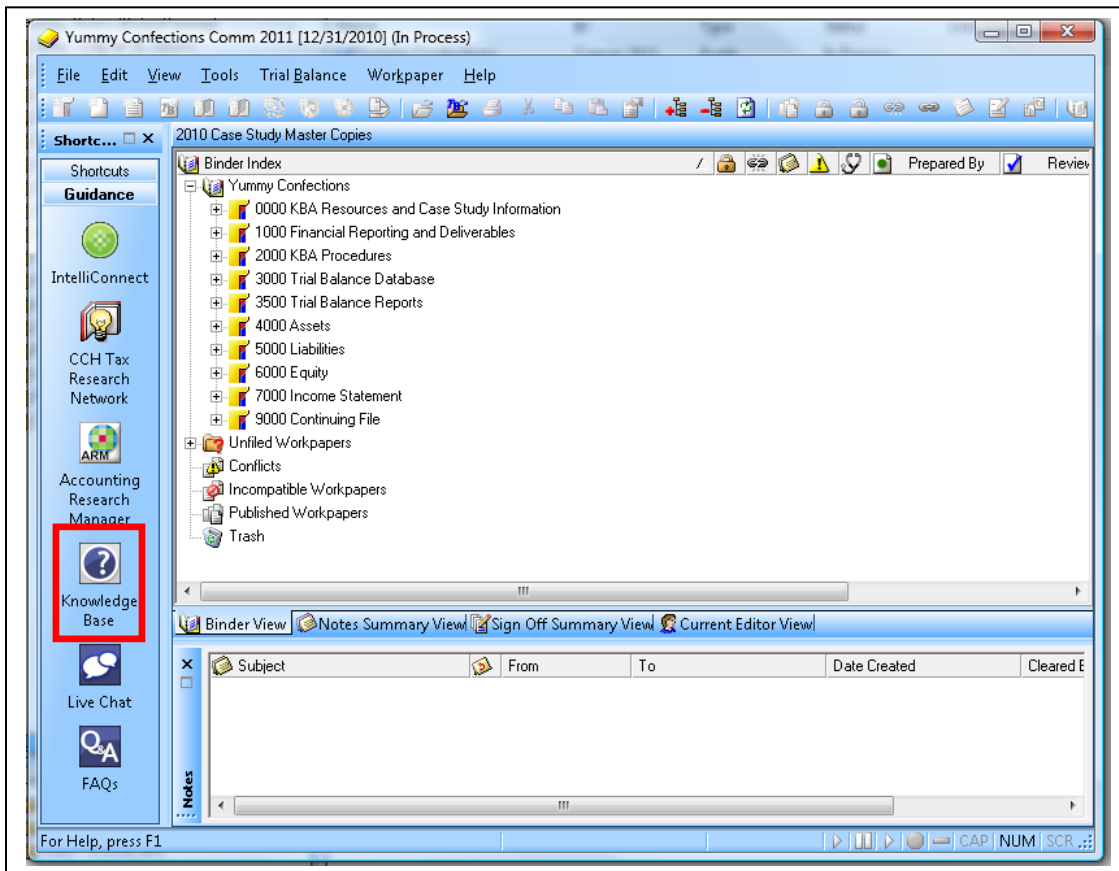 Yummy Confections Comm 2011 [12/31/2010] (In Process)
File Edit View Tools Trial Balance Workpaper Help
Shortc...
2010 Case Study Master Copies
Shortcuts
Guidance
IntelliConnect
CCH Tax
Research
Network
ARM
Accounting
Research
Manager
Knowledge
Base
Live Chat
Q&A
FAQs
Binder Index / Prepared By Review
Yummy Confections
0000 KBA Resources and Case Study Information
1000 Financial Reporting and Deliverables
2000 KBA Procedures
3000 Trial Balance Database
3500 Trial Balance Reports
4000 Assets
5000 Liabilities
6000 Equity
7000 Income Statement
9000 Continuing File
Unfiled Workpapers
Conflicts
Incompatible Workpapers
Published Workpapers
Trash
Binder View Notes Summary View Sign Off Summary View Current Editor View
Subject From To Date Created Cleared B
Notes
For Help, press F1 CAP NUM SCR